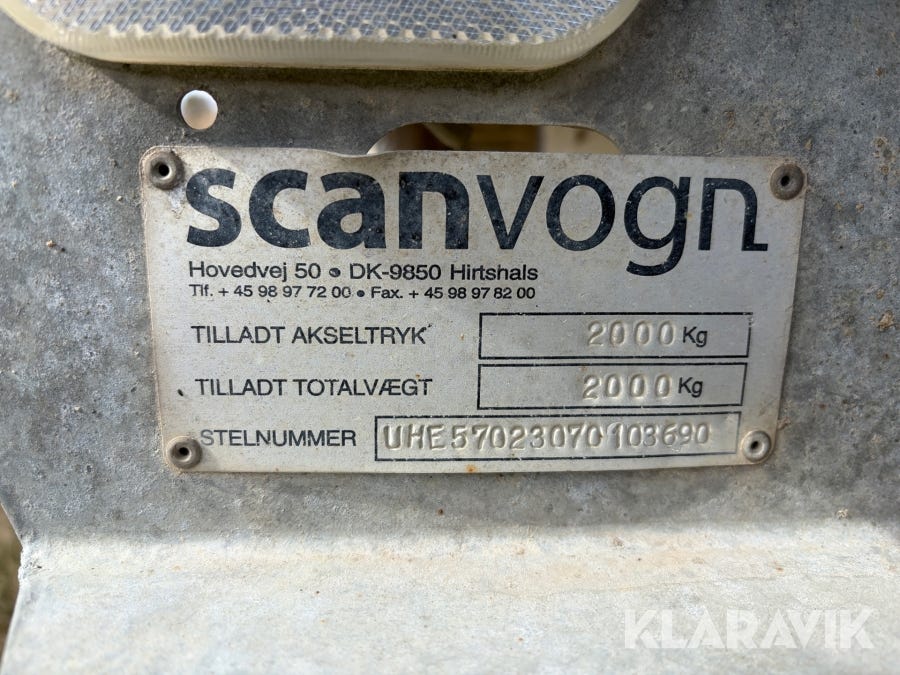 scanvogn
Hovedvej 50 • DK-9850 Hirtshals
Tlf. + 45 98 97 72 00 • Fax. + 45 98 97 82 00
TILLADT AKSELTRYK 2000 Kg
TILLADT TOTALVÆGT 2000 Kg
STELNUMMER UHE57023070103690
KLARAVIK